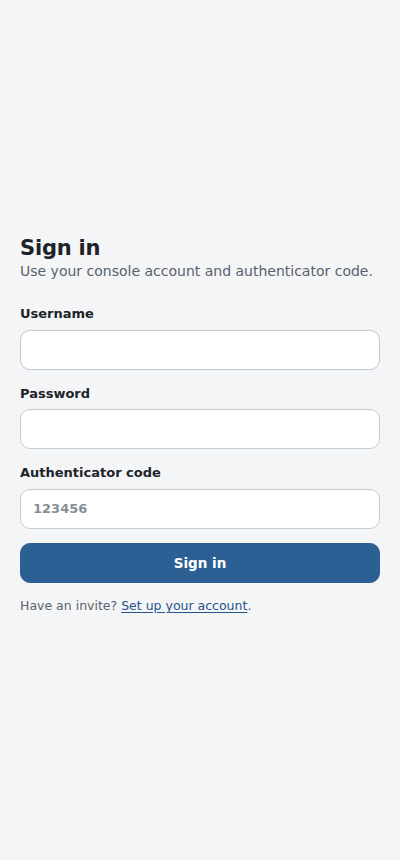 Sign in
Use your console account and authenticator code.
Username
Password
Authenticator code
123456
Sign in
Have an invite? Set up your account.